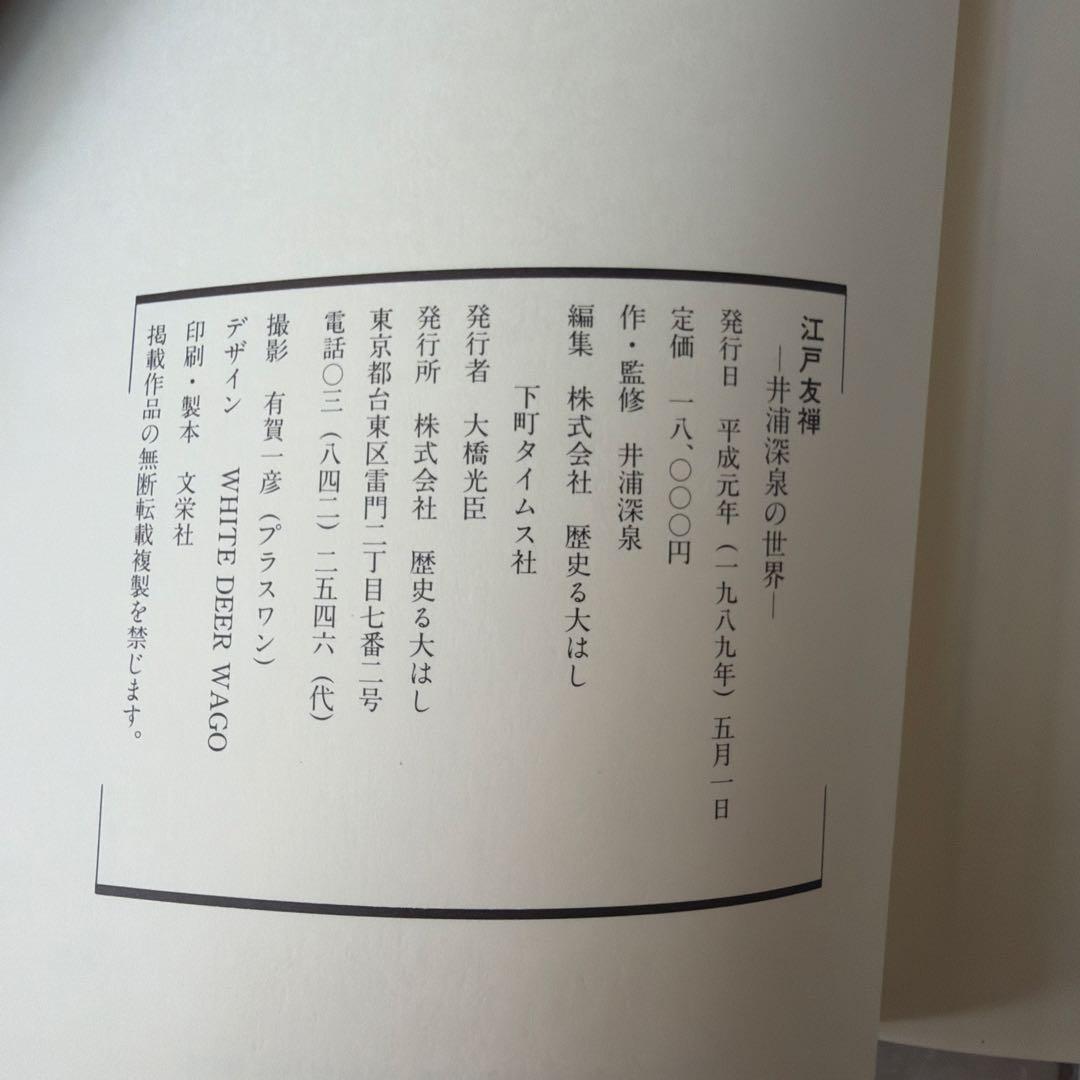 江戸友禅
―井浦深泉の世界―
発行日　平成元年（一九八九年）五月一日
定価　一八、〇〇〇円
作・監修　井浦深泉
編集　株式会社　歴史る大はし
下町タイムス社
発行者　大橋光臣
発行所　株式会社　歴史る大はし
東京都台東区雷門二丁目七番二号
電話〇三（八四二）二五四六（代）
撮影　有賀一彦（プラスワン）
デザイン　WHITE DEER WAGO
印刷・製本　文栄社
掲載作品の無断転載複製を禁じます。